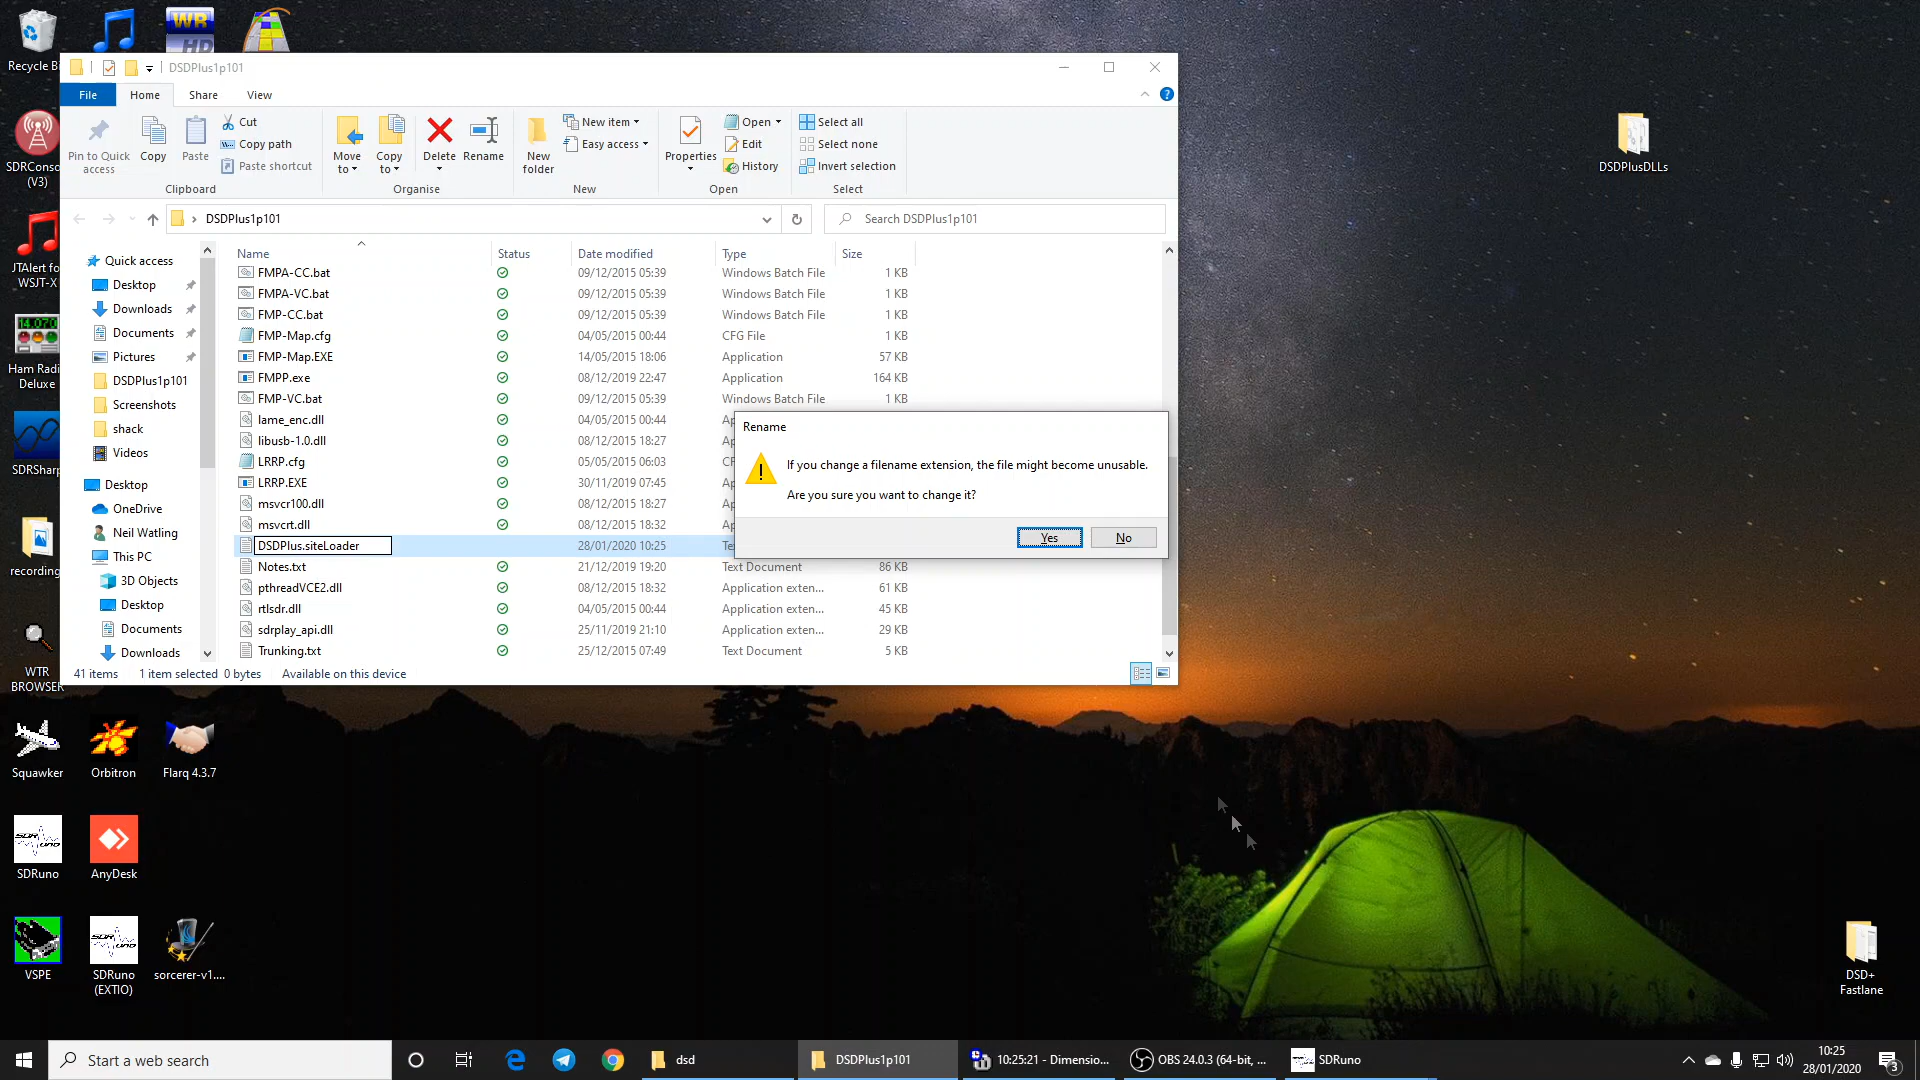 Recycle Bi
WR
HD
SDRConso
(V3)
JTAlert fo
WSJT-X
14.070
Ham Radi
Deluxe
SDRSharp
recording
WTR
BROWSER
Squawker
Orbitron
Flarq 4.3.7
SDRuno
AnyDesk
VSPE
SDRuno
(EXTIO)
sorcerer-v1....
DSDPlusDLLs
DSD+
Fastlane
DSDPlus1p101
File
Home
Share
View
Pin to Quick
access
Copy
Paste
Cut
Copy path
Paste shortcut
Clipboard
Move
to
Copy
to
Delete
Rename
Organise
New
folder
New item
Easy access
New
Properties
Open
Edit
History
Open
Select all
Select none
Invert selection
Select
DSDPlus1p101
Search DSDPlus1p101
Quick access
Desktop
Downloads
Documents
Pictures
DSDPlus1p101
Screenshots
shack
Videos
Desktop
OneDrive
Neil Watling
This PC
3D Objects
Desktop
Documents
Downloads
Name Status Date modified Type Size
FMPA-CC.bat 09/12/2015 05:39 Windows Batch File 1 KB
FMPA-VC.bat 09/12/2015 05:39 Windows Batch File 1 KB
FMP-CC.bat 09/12/2015 05:39 Windows Batch File 1 KB
FMP-Map.cfg 04/05/2015 00:44 CFG File 1 KB
FMP-Map.EXE 14/05/2015 18:06 Application 57 KB
FMPP.exe 08/12/2019 22:47 Application 164 KB
FMP-VC.bat 09/12/2015 05:39 Windows Batch File 1 KB
lame_enc.dll 04/05/2015 00:44 Ap
libusb-1.0.dll 08/12/2015 18:27 Ap
LRRP.cfg 05/05/2015 06:03 CF
LRRP.EXE 30/11/2019 07:45 Ap
msvcr100.dll 08/12/2015 18:27 Ap
msvcrt.dll 08/12/2015 18:32 Ap
DSDPlus.siteLoader 28/01/2020 10:25 Te
Notes.txt 21/12/2019 19:20 Text Document 86 KB
pthreadVCE2.dll 08/12/2015 18:32 Application exten... 61 KB
rtlsdr.dll 04/05/2015 00:44 Application exten... 45 KB
sdrplay_api.dll 25/11/2019 21:10 Application exten... 29 KB
Trunking.txt 25/12/2015 07:49 Text Document 5 KB
41 items 1 item selected 0 bytes Available on this device
Rename
If you change a filename extension, the file might become unusable.
Are you sure you want to change it?
Yes
No
Start a web search
dsd
DSDPlus1p101
10:25:21 - Dimensio...
OBS 24.0.3 (64-bit, ...
SDRuno
10:25
28/01/2020
3